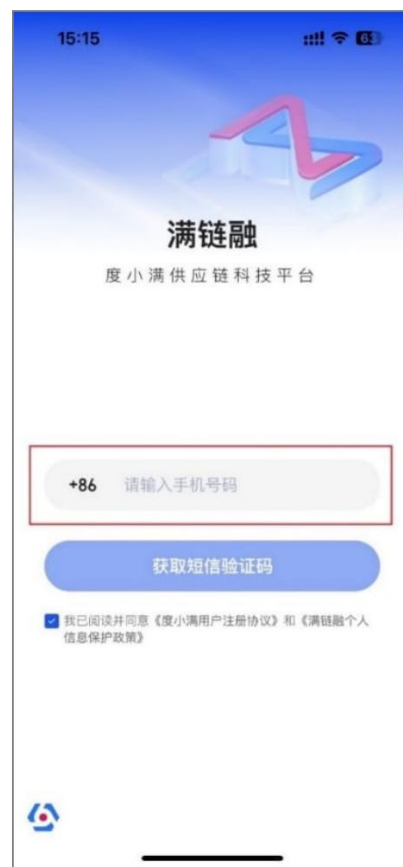 15:15
63
满链融
度小满供应链科技平台
+86 请输入手机号码
获取短信验证码
我已阅读并同意《度小满用户注册协议》和《满链融个人
信息保护政策》